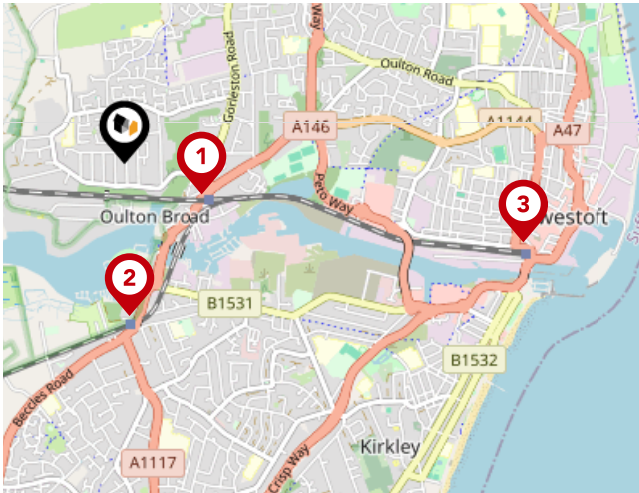 Way
Gorleston Road
Oulton Road
A146
A1144
A47
1
Peto Way
Oulton Broad
3
westoft
2
B1531
B1532
Beccles Road
Kirkley
A1117
Crisp Way